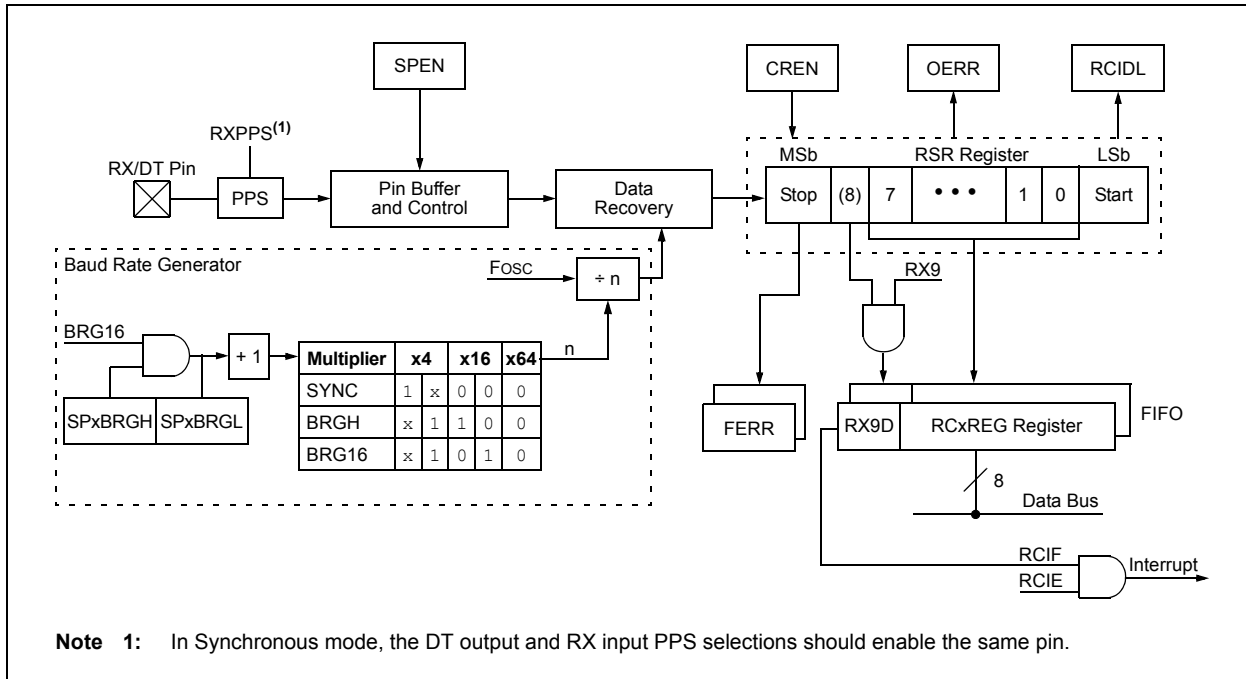 SPEN
CREN
OERR
RCIDL
RXPPS(1)
RX/DT Pin
PPS
Pin Buffer
and Control
Data
Recovery
MSb
RSR Register
LSb
Stop (8) 7 • • • 1 0 Start
RX9
Baud Rate Generator
FOSC
÷ n
n
BRG16
+ 1
SPxBRGH SPxBRGL
Multiplier x4 x16 x64
SYNC 1 x 0 0 0
BRGH x 1 1 0 0
BRG16 x 1 0 1 0
FERR
RX9D
RCxREG Register
FIFO
8
Data Bus
RCIF
RCIE
Interrupt
Note 1: In Synchronous mode, the DT output and RX input PPS selections should enable the same pin.